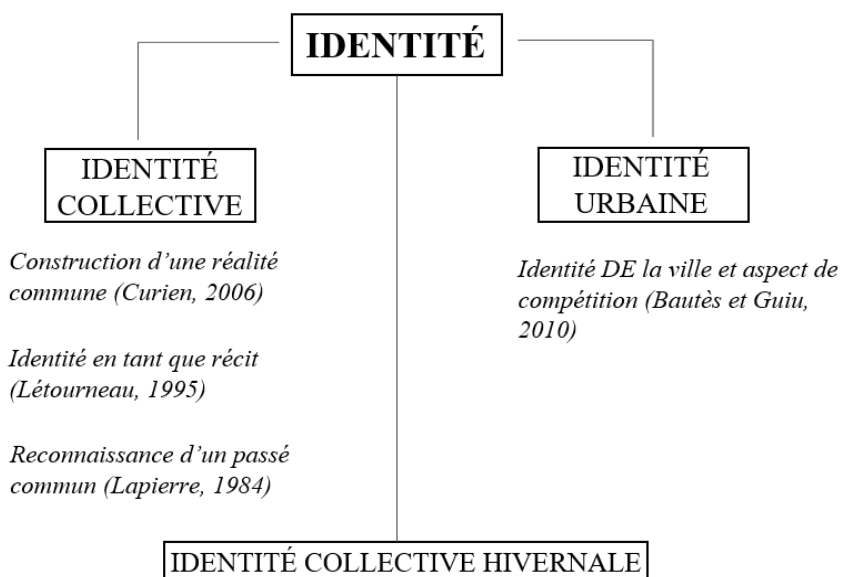 IDENTITÉ
IDENTITÉ
COLLECTIVE
Construction d’une réalité
commune (Curien, 2006)
Identité en tant que récit
(Létourneau, 1995)
Reconnaissance d’un passé
commun (Lapierre, 1984)
IDENTITÉ
URBAINE
Identité DE la ville et aspect de
compétition (Bautès et Guiu,
2010)
IDENTITÉ COLLECTIVE HIVERNALE